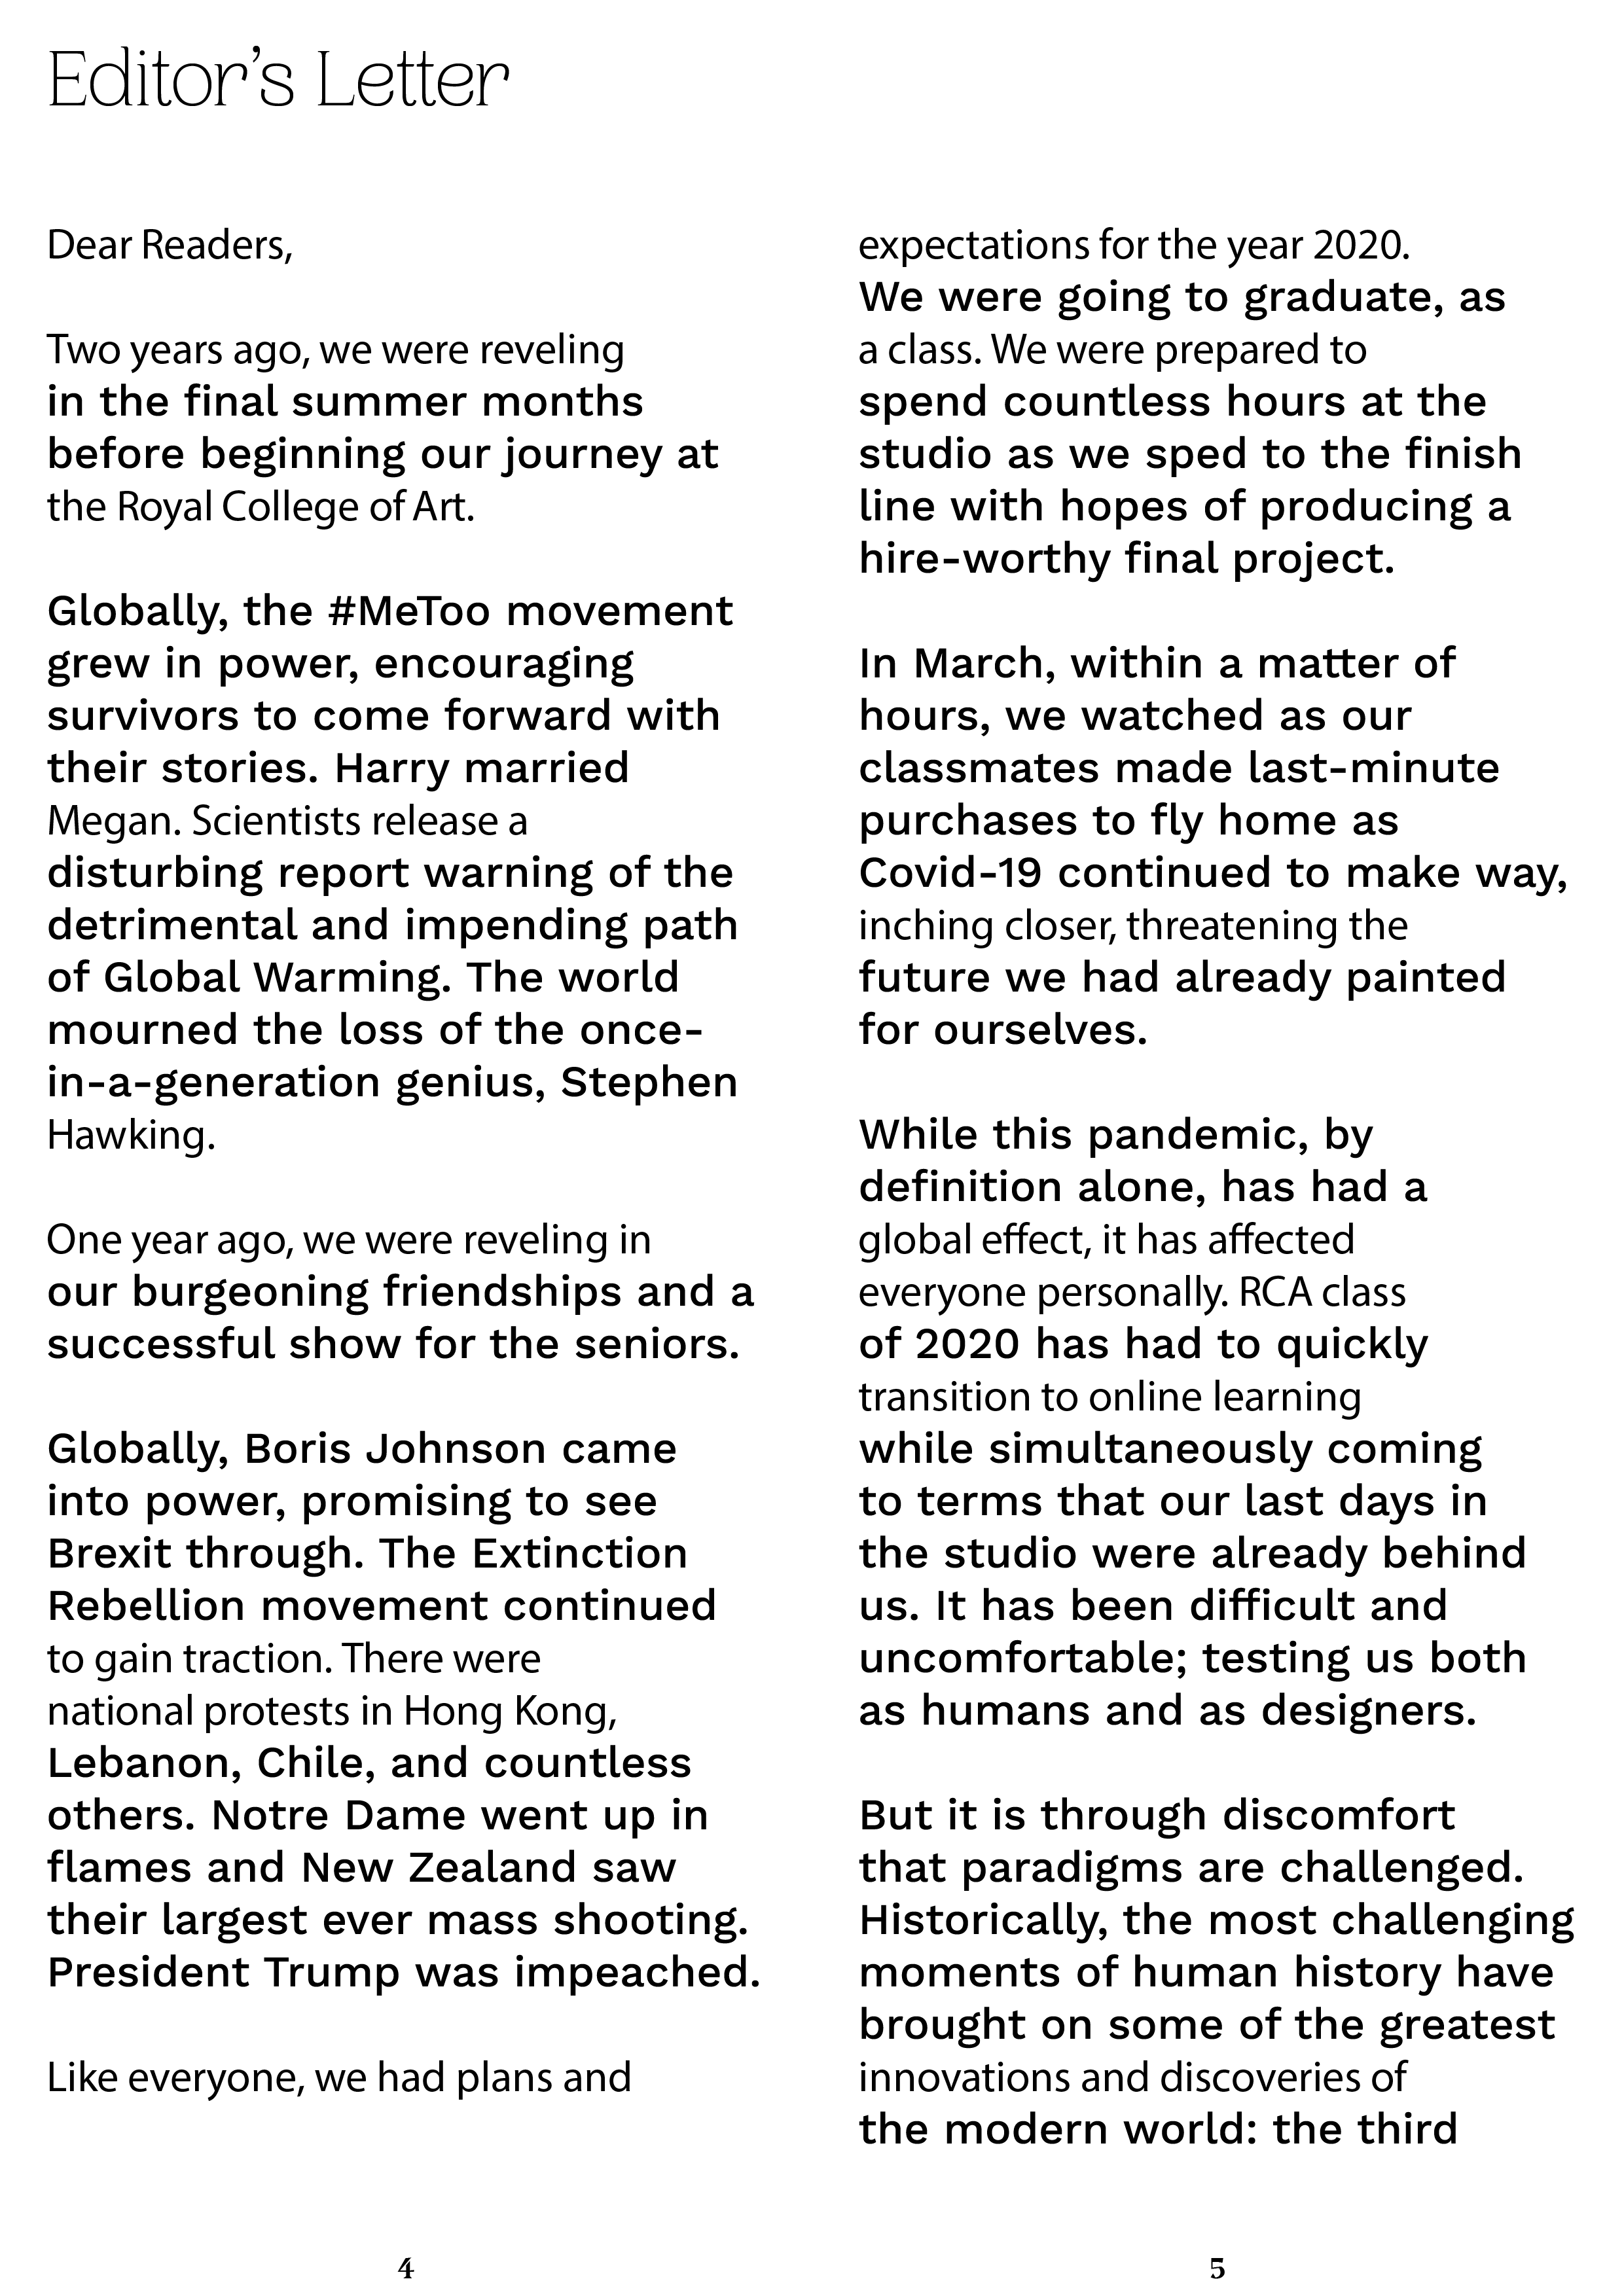 Editor’s Letter
Dear Readers,
Two years ago, we were reveling
in the final summer months
before beginning our journey at
the Royal College of Art.
Globally, the #MeToo movement
grew in power, encouraging
survivors to come forward with
their stories. Harry married
Megan. Scientists release a
disturbing report warning of the
detrimental and impending path
of Global Warming. The world
mourned the loss of the once-
in-a-generation genius, Stephen
Hawking.
One year ago, we were reveling in
our burgeoning friendships and a
successful show for the seniors.
Globally, Boris Johnson came
into power, promising to see
Brexit through. The Extinction
Rebellion movement continued
to gain traction. There were
national protests in Hong Kong,
Lebanon, Chile, and countless
others. Notre Dame went up in
flames and New Zealand saw
their largest ever mass shooting.
President Trump was impeached.
Like everyone, we had plans and
4
expectations for the year 2020.
We were going to graduate, as
a class. We were prepared to
spend countless hours at the
studio as we sped to the finish
line with hopes of producing a
hire-worthy final project.
In March, within a matter of
hours, we watched as our
classmates made last-minute
purchases to fly home as
Covid-19 continued to make way,
inching closer, threatening the
future we had already painted
for ourselves.
While this pandemic, by
definition alone, has had a
global effect, it has affected
everyone personally. RCA class
of 2020 has had to quickly
transition to online learning
while simultaneously coming
to terms that our last days in
the studio were already behind
us. It has been difficult and
uncomfortable; testing us both
as humans and as designers.
But it is through discomfort
that paradigms are challenged.
Historically, the most challenging
moments of human history have
brought on some of the greatest
innovations and discoveries of
the modern world: the third
5